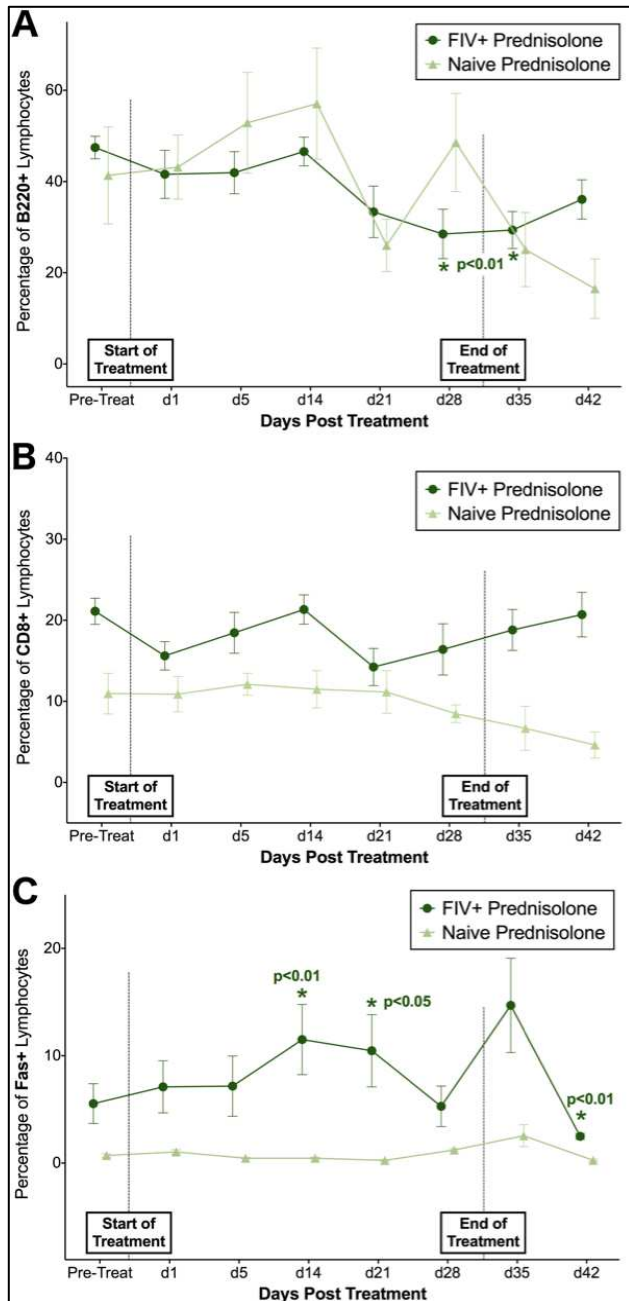 A
FIV+ Prednisolone
Naive Prednisolone
Percentage of B220+ Lymphocytes
60
40
20
0
* p<0.01 *
Start of
Treatment
End of
Treatment
Pre-Treat d1 d5 d14 d21 d28 d35 d42
Days Post Treatment
B
FIV+ Prednisolone
Naive Prednisolone
Percentage of CD8+ Lymphocytes
40
30
20
10
0
Start of
Treatment
End of
Treatment
Pre-Treat d1 d5 d14 d21 d28 d35 d42
Days Post Treatment
C
FIV+ Prednisolone
Naive Prednisolone
Percentage of Fas+ Lymphocytes
20
10
0
p<0.01
*
* p<0.05
p<0.01
*
Start of
Treatment
End of
Treatment
Pre-Treat d1 d5 d14 d21 d28 d35 d42
Days Post Treatment